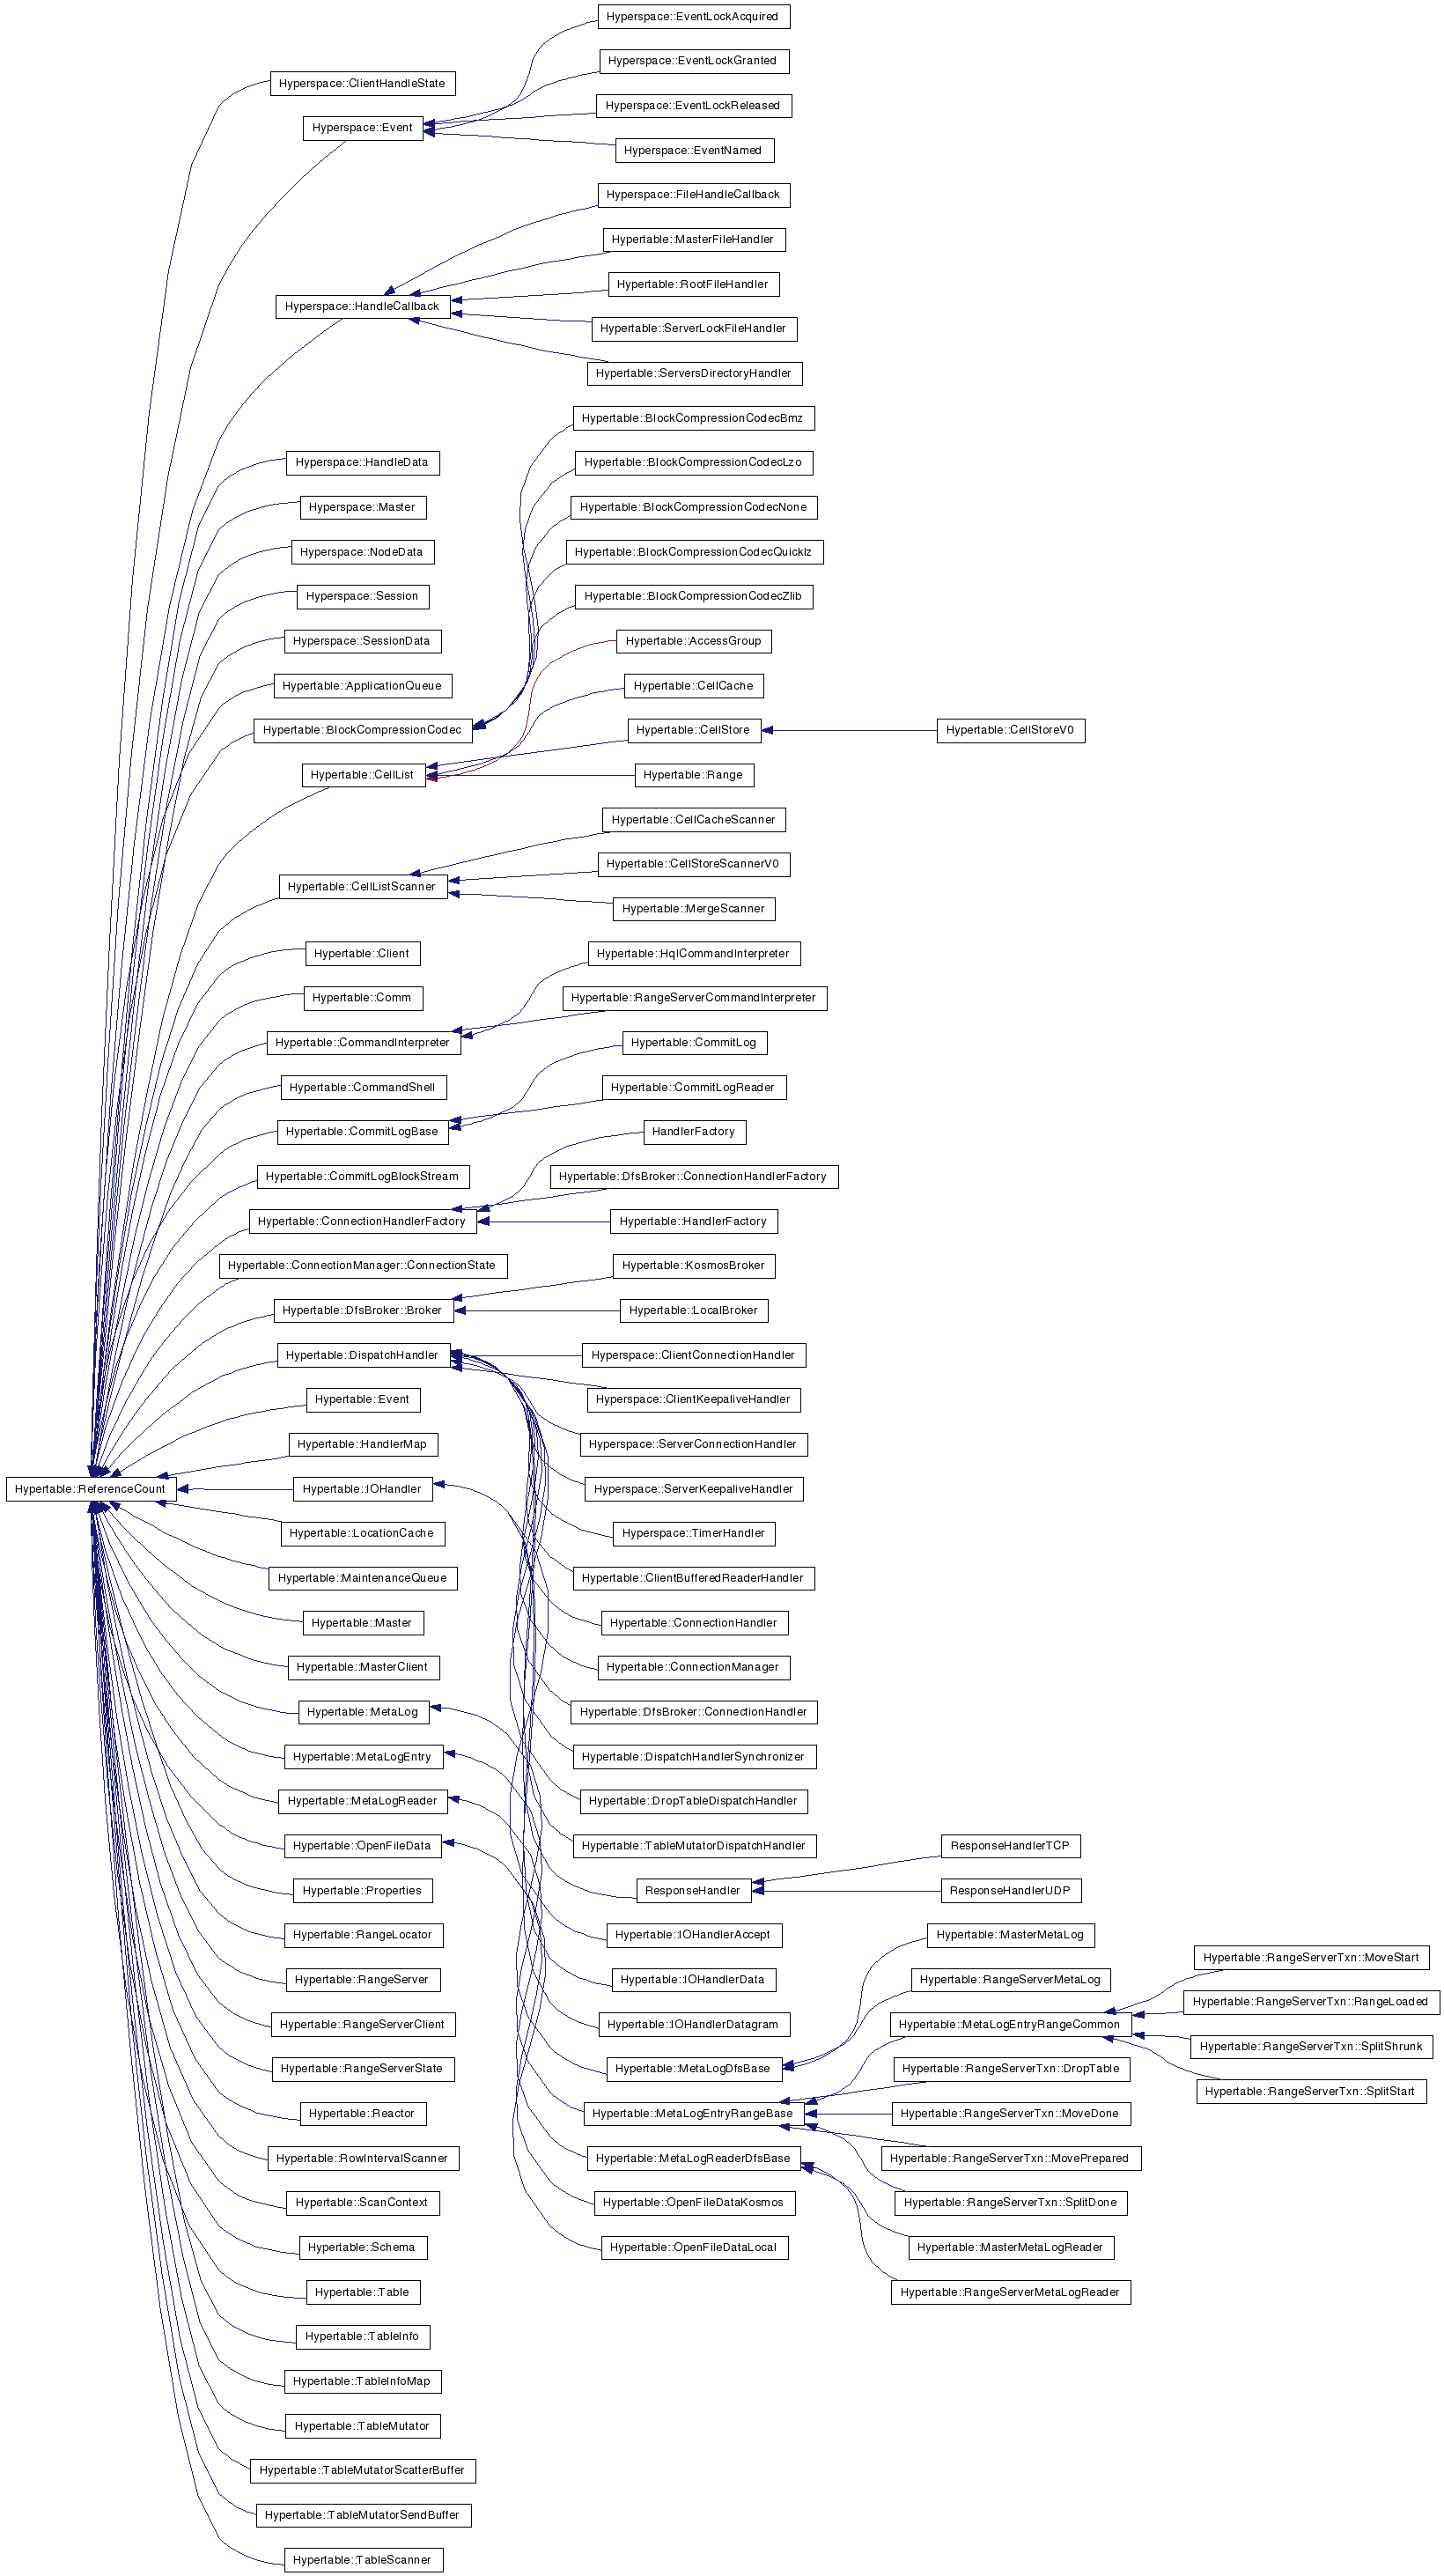 Hyperspace::EventLockAcquired
Hyperspace::EventLockGranted
Hyperspace::ClientHandleState
Hyperspace::EventLockReleased
Hyperspace::Event
Hyperspace::EventNamed
Hyperspace::FileHandleCallback
Hypertable::MasterFileHandler
Hypertable::RootFileHandler
Hyperspace::HandleCallback
Hypertable::ServerLockFileHandler
Hypertable::ServersDirectoryHandler
Hypertable::BlockCompressionCodecBmz
Hyperspace::HandleData
Hypertable::BlockCompressionCodecLzo
Hyperspace::Master
Hypertable::BlockCompressionCodecNone
Hyperspace::NodeData
Hypertable::BlockCompressionCodecQuicklz
Hyperspace::Session
Hypertable::BlockCompressionCodecZlib
Hyperspace::SessionData
Hypertable::AccessGroup
Hypertable::ApplicationQueue
Hypertable::CellCache
Hypertable::BlockCompressionCodec
Hypertable::CellStore
Hypertable::CellStoreV0
Hypertable::CellList
Hypertable::Range
Hypertable::CellCacheScanner
Hypertable::CellStoreScannerV0
Hypertable::CellListScanner
Hypertable::MergeScanner
Hypertable::Client
Hypertable::HqlCommandInterpreter
Hypertable::Comm
Hypertable::RangeServerCommandInterpreter
Hypertable::CommandInterpreter
Hypertable::CommitLog
Hypertable::CommandShell
Hypertable::CommitLogReader
Hypertable::CommitLogBase
HandlerFactory
Hypertable::CommitLogBlockStream
Hypertable::DfsBroker::ConnectionHandlerFactory
Hypertable::ConnectionHandlerFactory
Hypertable::HandlerFactory
Hypertable::ConnectionManager::ConnectionState
Hypertable::KosmosBroker
Hypertable::DfsBroker::Broker
Hypertable::LocalBroker
Hypertable::DispatchHandler
Hyperspace::ClientConnectionHandler
Hypertable::Event
Hyperspace::ClientKeepaliveHandler
Hypertable::HandlerMap
Hyperspace::ServerConnectionHandler
Hypertable::ReferenceCount
Hypertable::IOHandler
Hyperspace::ServerKeepaliveHandler
Hypertable::LocationCache
Hyperspace::TimerHandler
Hypertable::MaintenanceQueue
Hypertable::ClientBufferedReaderHandler
Hypertable::Master
Hypertable::ConnectionHandler
Hypertable::MasterClient
Hypertable::ConnectionManager
Hypertable::MetaLog
Hypertable::DfsBroker::ConnectionHandler
Hypertable::MetaLogEntry
Hypertable::DispatchHandlerSynchronizer
Hypertable::MetaLogReader
Hypertable::DropTableDispatchHandler
Hypertable::OpenFileData
Hypertable::TableMutatorDispatchHandler
ResponseHandlerTCP
Hypertable::Properties
ResponseHandler
ResponseHandlerUDP
Hypertable::RangeLocator
Hypertable::IOHandlerAccept
Hypertable::MasterMetaLog
Hypertable::RangeServerTxn::MoveStart
Hypertable::RangeServer
Hypertable::IOHandlerData
Hypertable::RangeServerMetaLog
Hypertable::RangeServerTxn::RangeLoaded
Hypertable::RangeServerClient
Hypertable::IOHandlerDatagram
Hypertable::MetaLogEntryRangeCommon
Hypertable::RangeServerTxn::SplitShrunk
Hypertable::RangeServerState
Hypertable::MetaLogDfsBase
Hypertable::RangeServerTxn::DropTable
Hypertable::RangeServerTxn::SplitStart
Hypertable::Reactor
Hypertable::MetaLogEntryRangeBase
Hypertable::RangeServerTxn::MoveDone
Hypertable::RowIntervalScanner
Hypertable::MetaLogReaderDfsBase
Hypertable::RangeServerTxn::MovePrepared
Hypertable::ScanContext
Hypertable::OpenFileDataKosmos
Hypertable::RangeServerTxn::SplitDone
Hypertable::Schema
Hypertable::OpenFileDataLocal
Hypertable::MasterMetaLogReader
Hypertable::Table
Hypertable::RangeServerMetaLogReader
Hypertable::TableInfo
Hypertable::TableInfoMap
Hypertable::TableMutator
Hypertable::TableMutatorScatterBuffer
Hypertable::TableMutatorSendBuffer
Hypertable::TableScanner